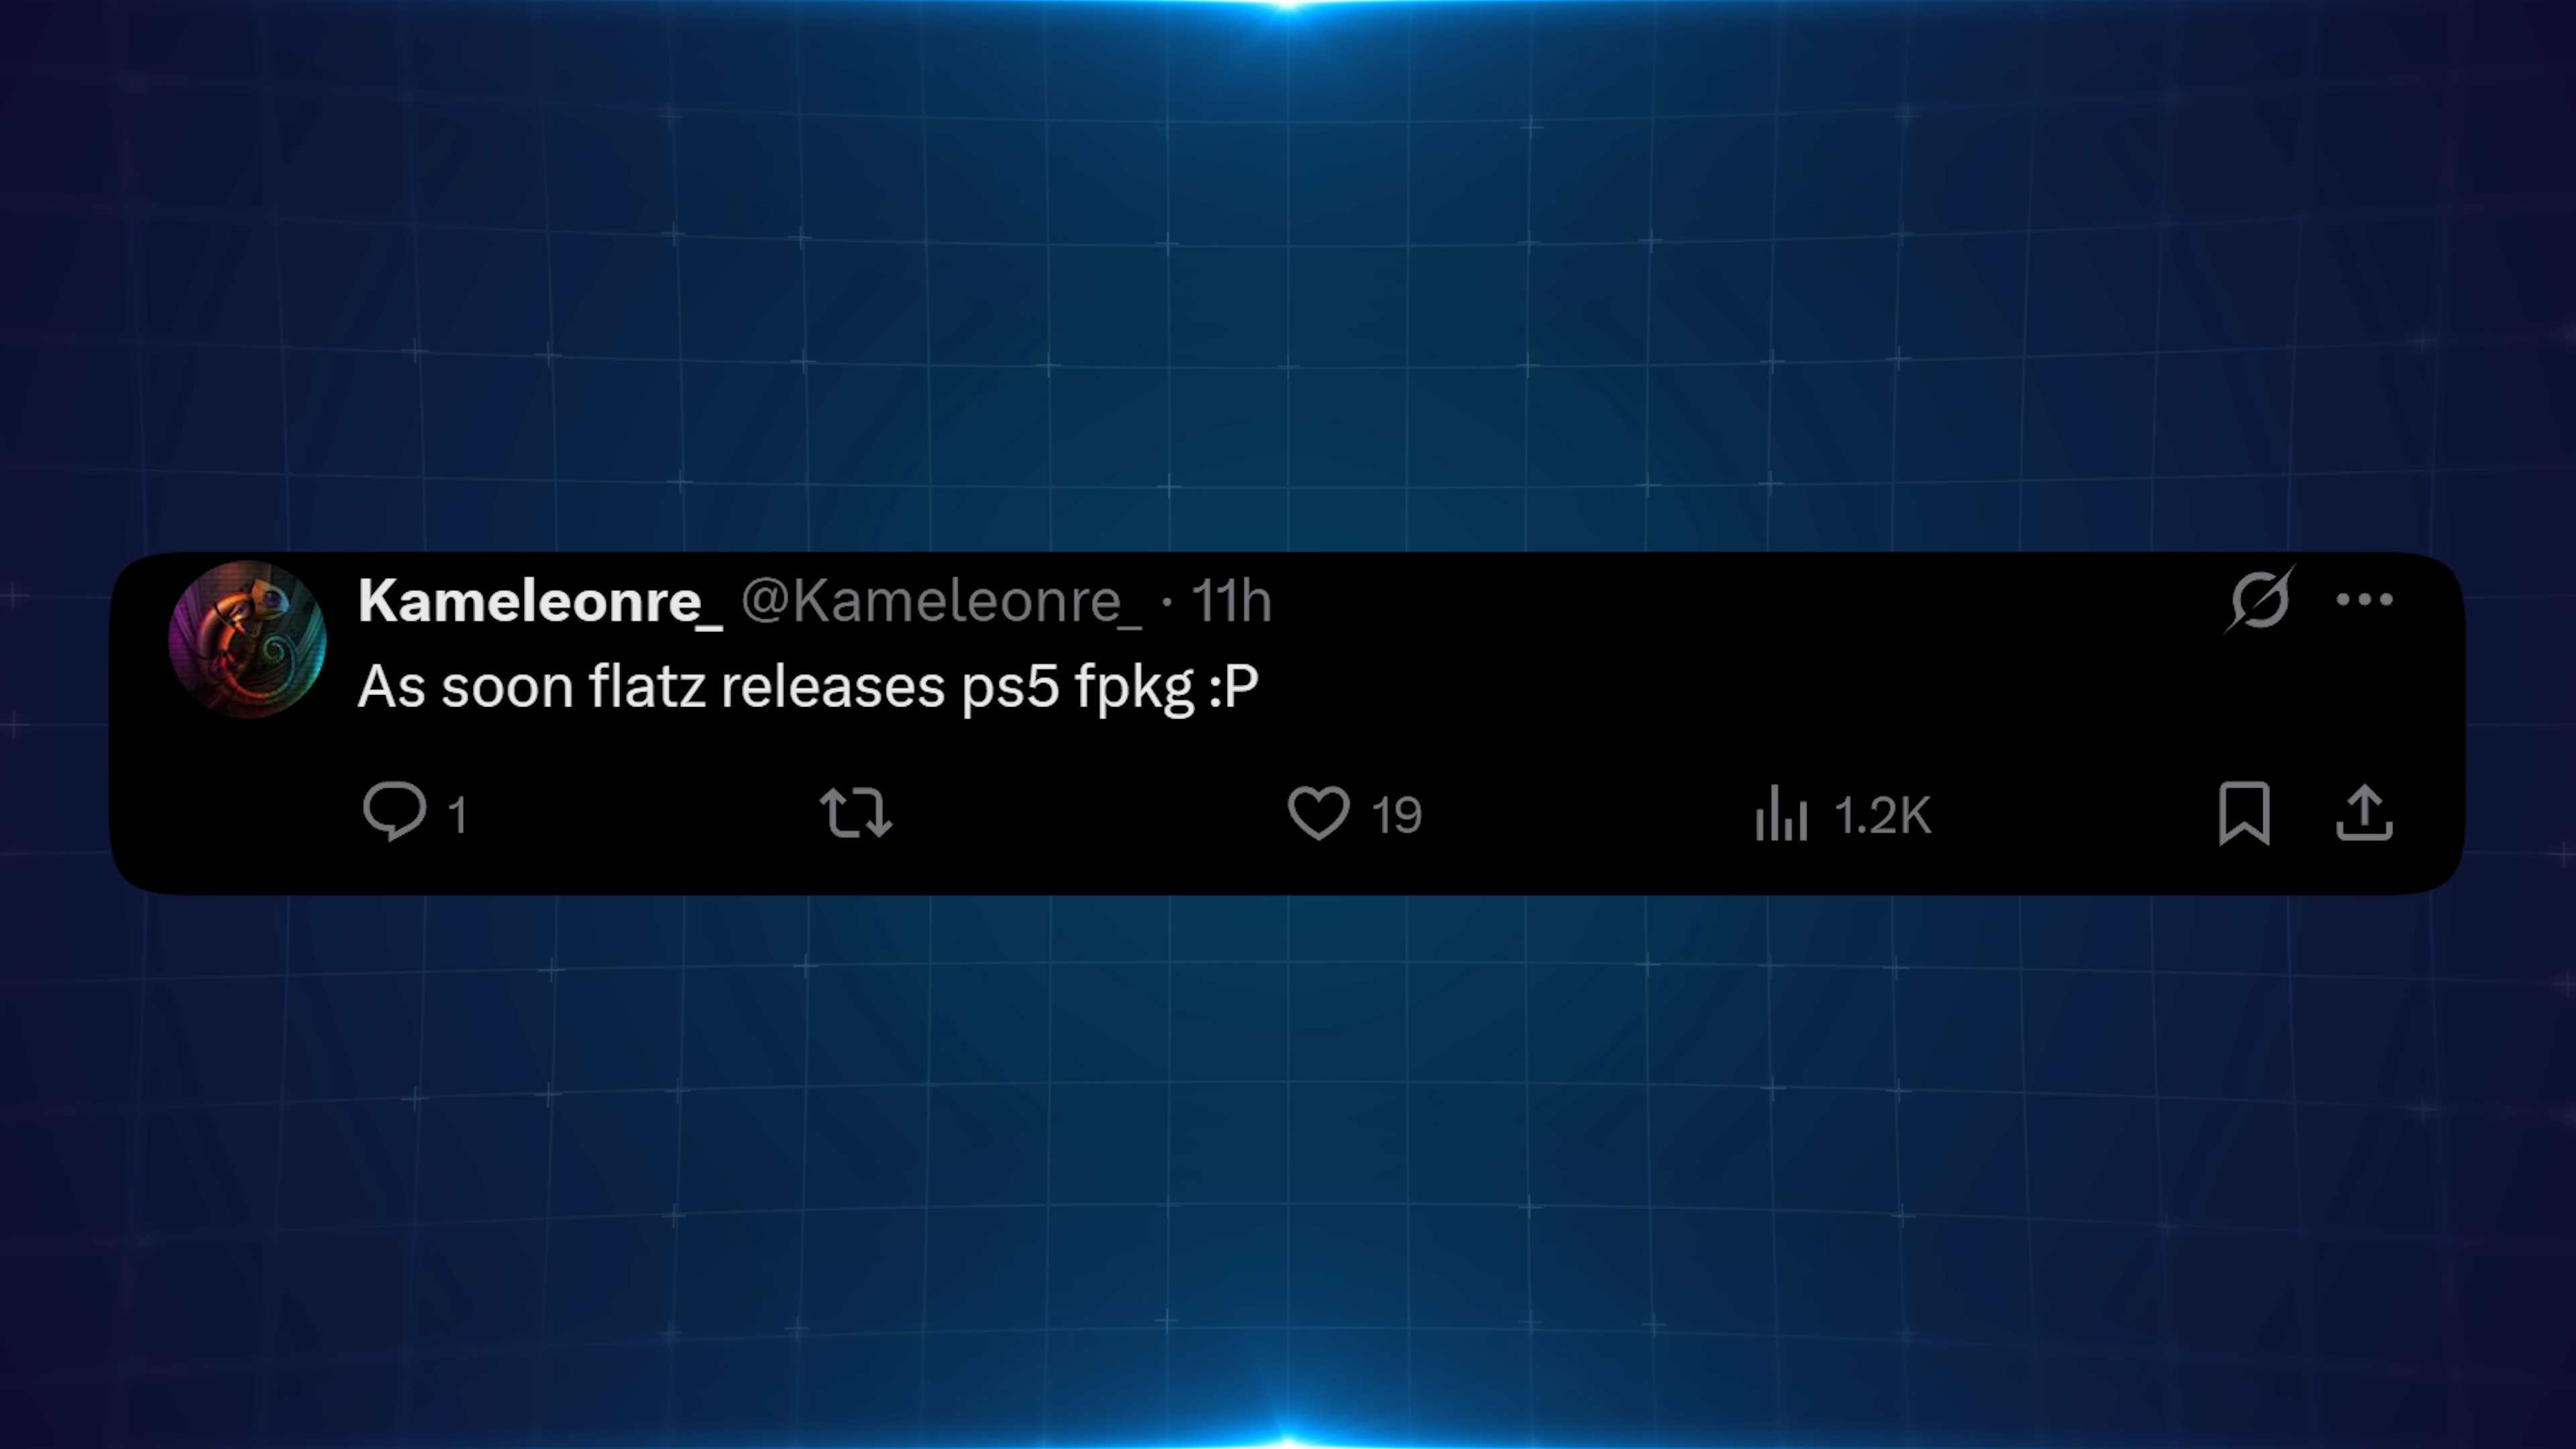 Kameleonre_ @Kameleonre_ · 11h
As soon flatz releases ps5 fpkg :P
1 19 1.2K